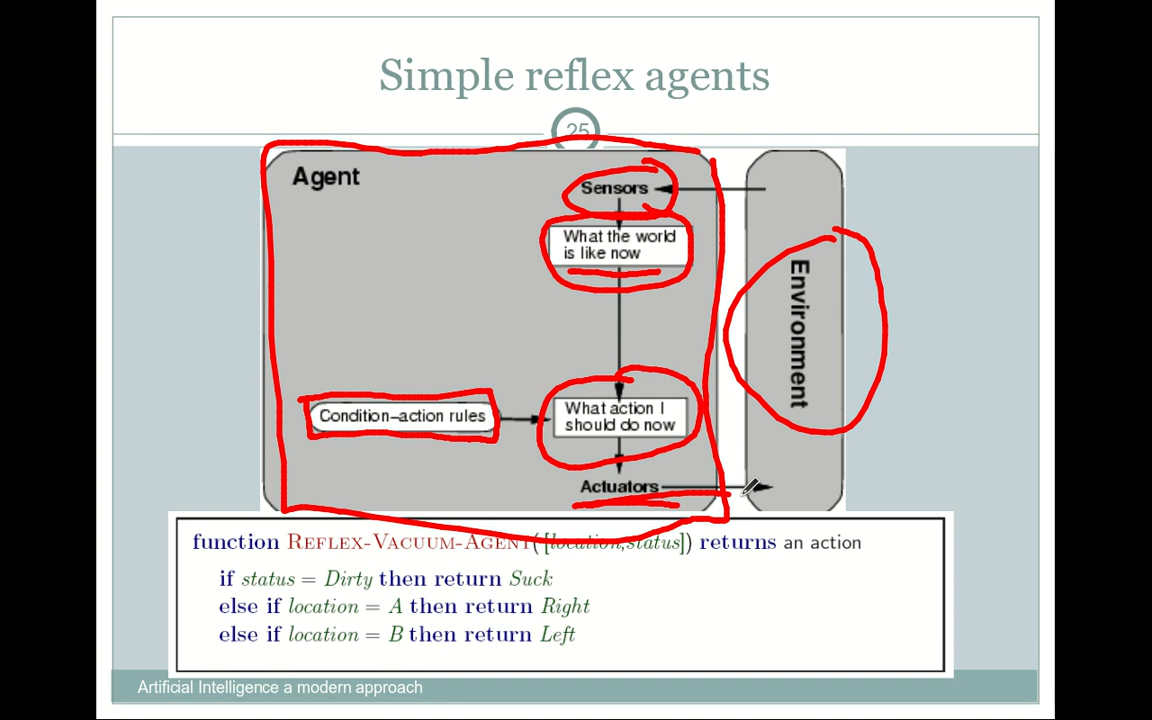 Simple reflex agents
25
Agent
Sensors
What the world
is like now
Environment
Condition–action rules
What action I
should do now
Actuators
function REFLEX-VACUUM-AGENT([location,status]) returns an action
if status = Dirty then return Suck
else if location = A then return Right
else if location = B then return Left
Artificial Intelligence a modern approach